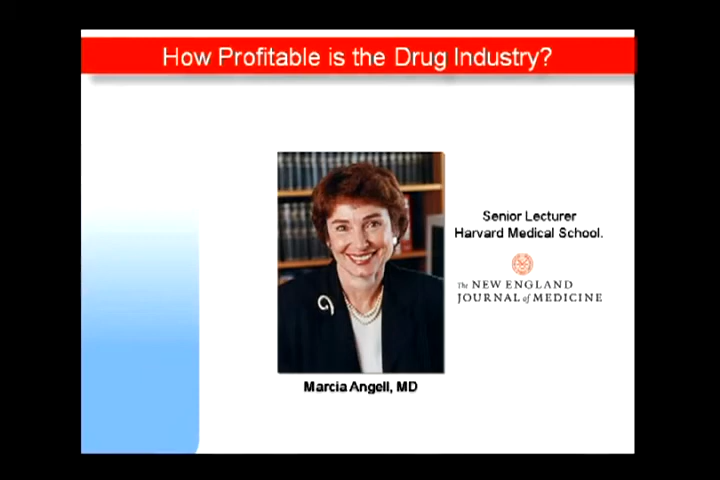 How Profitable is the Drug Industry?
Senior Lecturer
Harvard Medical School.
The NEW ENGLAND
JOURNAL of MEDICINE
Marcia Angell, MD